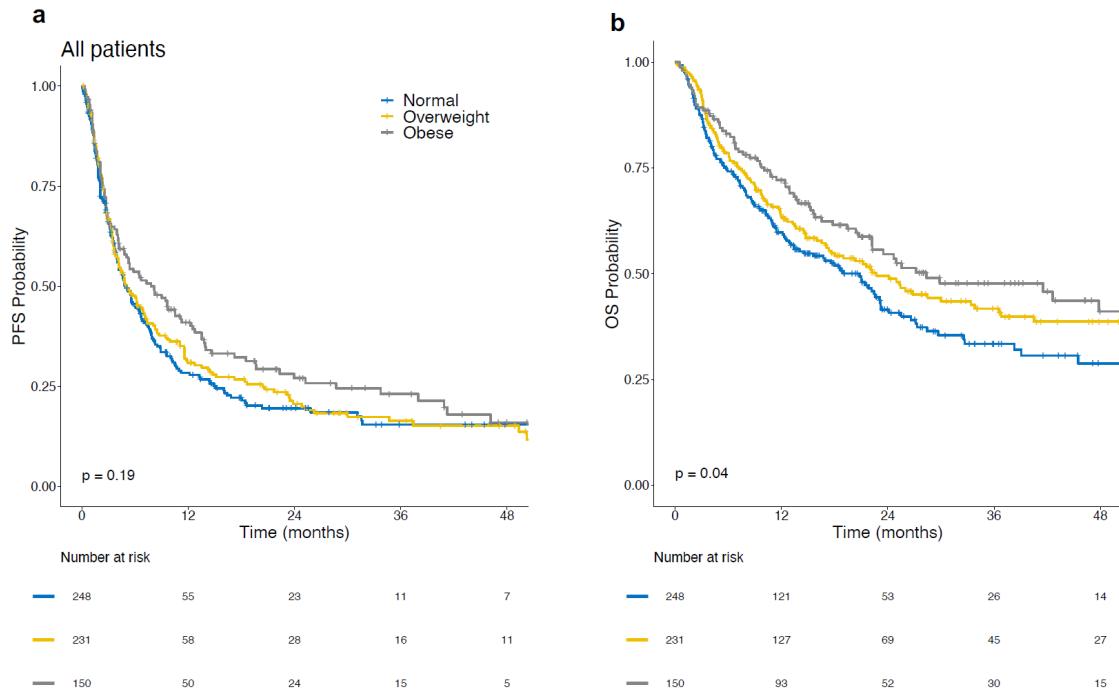 a
All patients
PFS Probability
1.00
0.75
0.50
0.25
0.00
Normal
Overweight
Obese
p = 0.19
0 12 24 36 48
Time (months)
Number at risk
248 55 23 11 7
231 58 28 16 11
150 50 24 15 5
b
OS Probability
1.00
0.75
0.50
0.25
0.00
p = 0.04
0 12 24 36 48
Time (months)
Number at risk
248 121 53 26 14
231 127 69 45 27
150 93 52 30 15